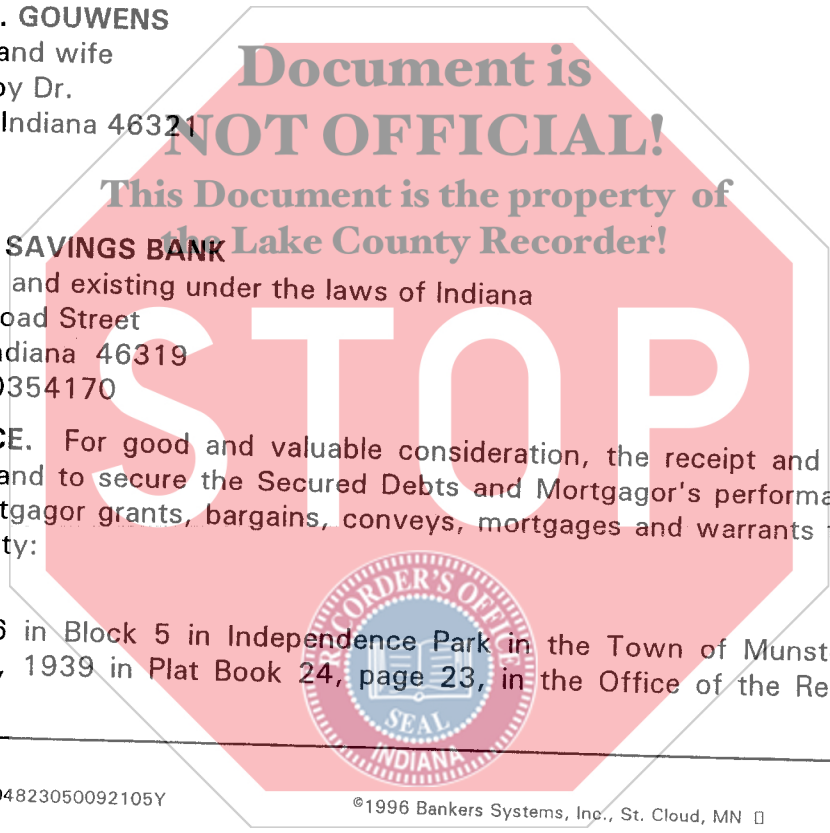 . GOUWENS
and wife
Document is
y Dr.
Indiana 46321
NOT OFFICIAL!
This Document is the property of
the Lake County Recorder!
SAVINGS BANK
and existing under the laws of Indiana
oad Street
diana 46319
0354170
STOP
CE. For good and valuable consideration, the receipt and
and to secure the Secured Debts and Mortgagor's performa
tgagor grants, bargains, conveys, mortgages and warrants
ty:
RECORDER'S OFFICE
6 in Block 5 in Independence Park in the Town of Munst
, 1939 in Plat Book 24, page 23, in the Office of the Re
SEAL
INDIANA
04823050092105Y
©1996 Bankers Systems, Inc., St. Cloud, MN